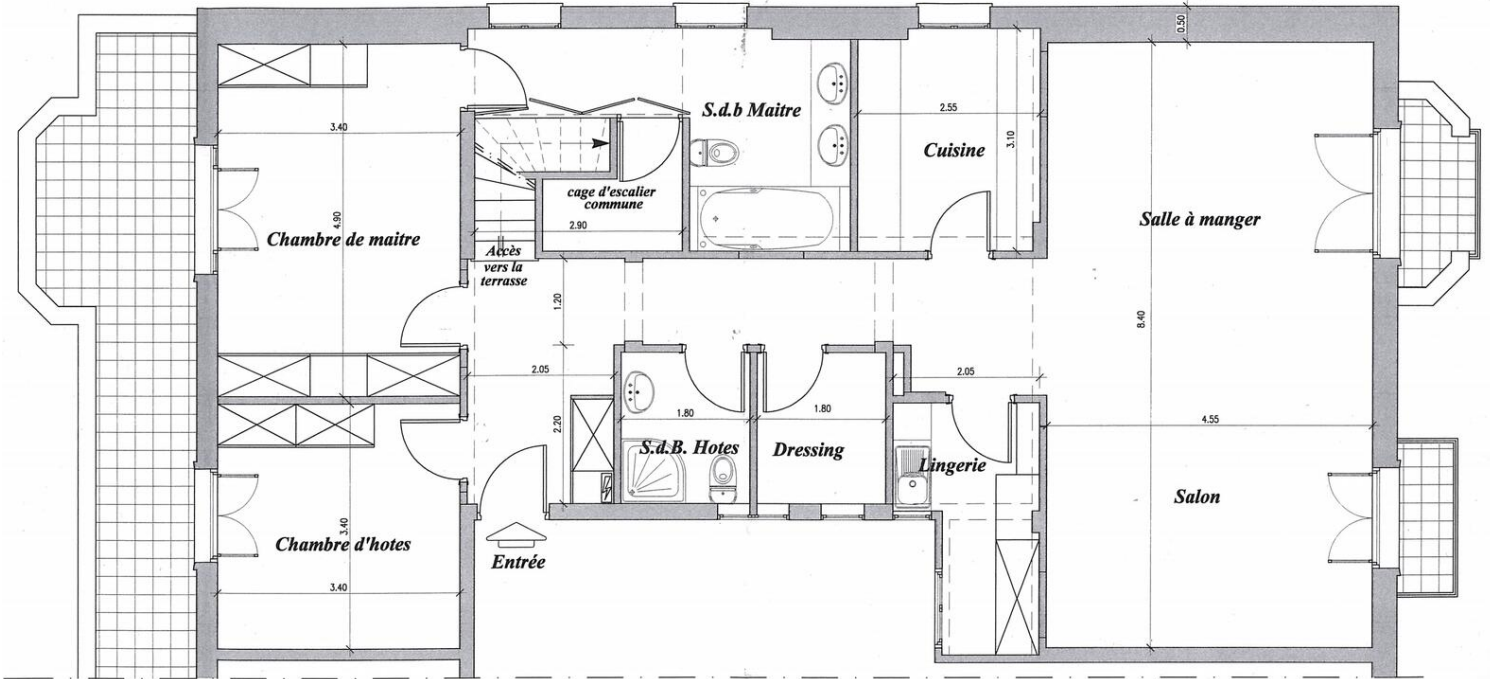 0.50
S.d.b Maitre
2.55
3.40
Cuisine
3.10
cage d'escalier
commune
2.90
4.90
Chambre de maitre
Salle à manger
Accès
vers la
terrasse
1.20
8.40
2.05
2.05
1.80
1.80
2.20
4.55
S.d.B. Hotes
Dressing
Lingerie
Salon
3.40
Chambre d'hotes
Entrée
3.40